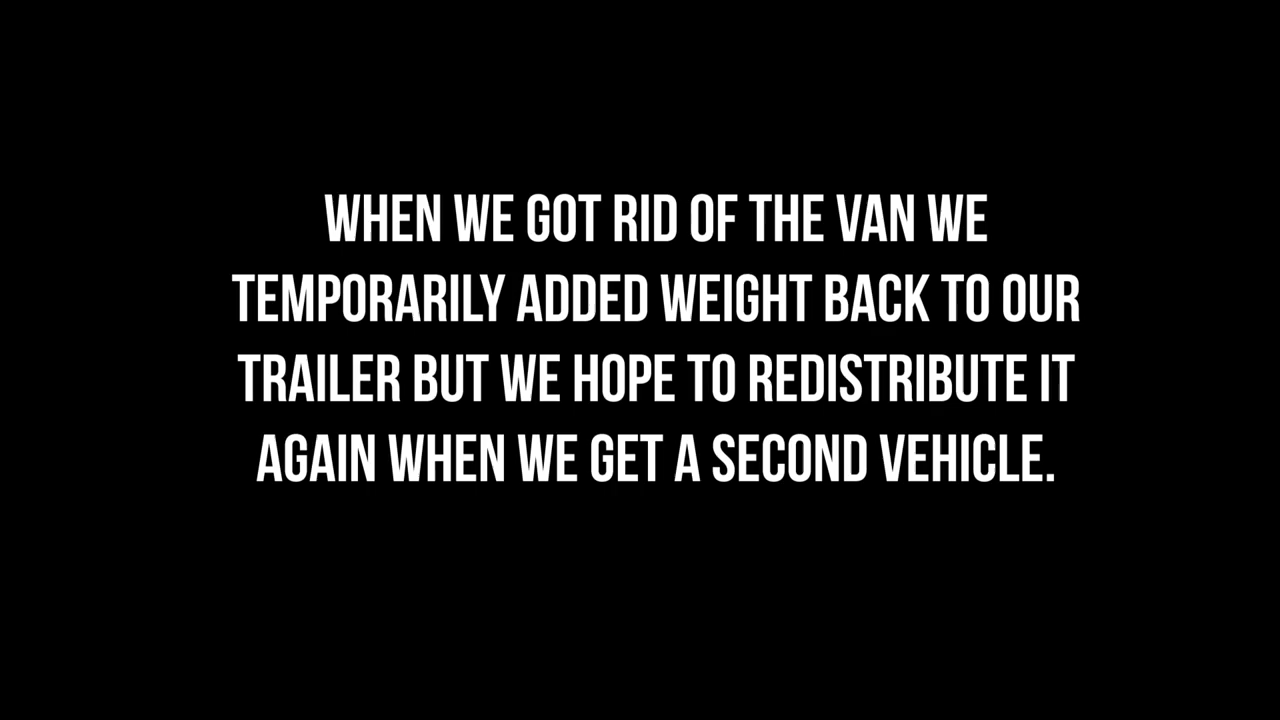 WHEN WE GOT RID OF THE VAN WE
TEMPORARILY ADDED WEIGHT BACK TO OUR
TRAILER BUT WE HOPE TO REDISTRIBUTE IT
AGAIN WHEN WE GET A SECOND VEHICLE.